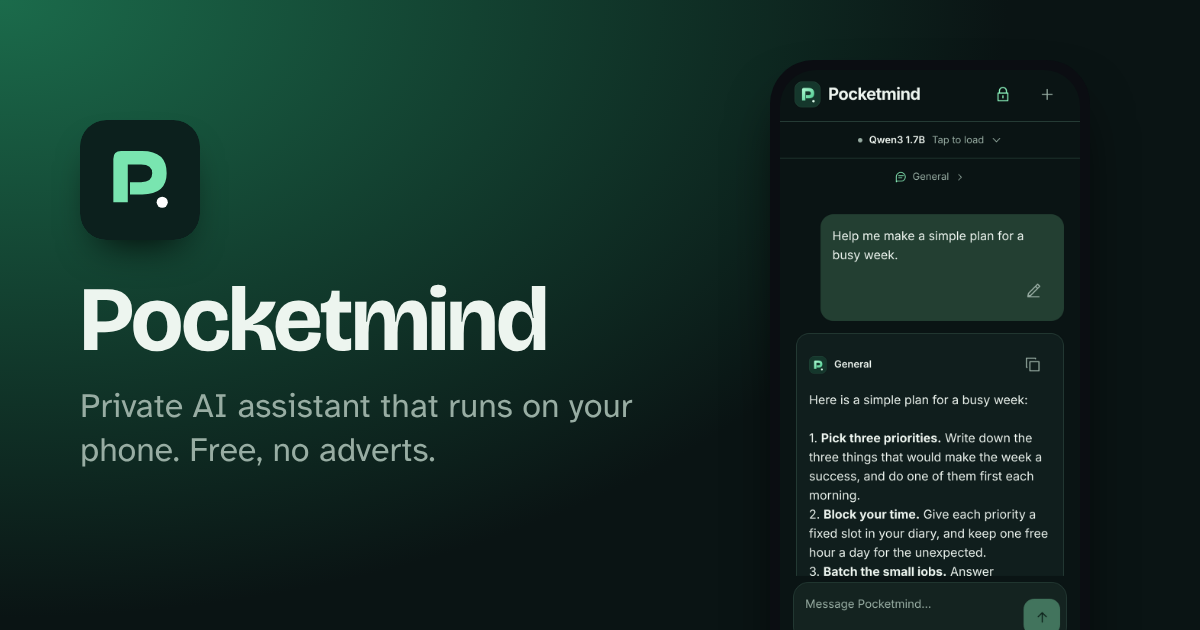 Pocketmind
Private AI assistant that runs on your
phone. Free, no adverts.
Pocketmind
Qwen3 1.7B Tap to load
General
Help me make a simple plan for a
busy week.
General
Here is a simple plan for a busy week:
1. Pick three priorities. Write down the
three things that would make the week a
success, and do one of them first each
morning.
2. Block your time. Give each priority a
fixed slot in your diary, and keep one free
hour a day for the unexpected.
3. Batch the small jobs. Answer
Message Pocketmind...